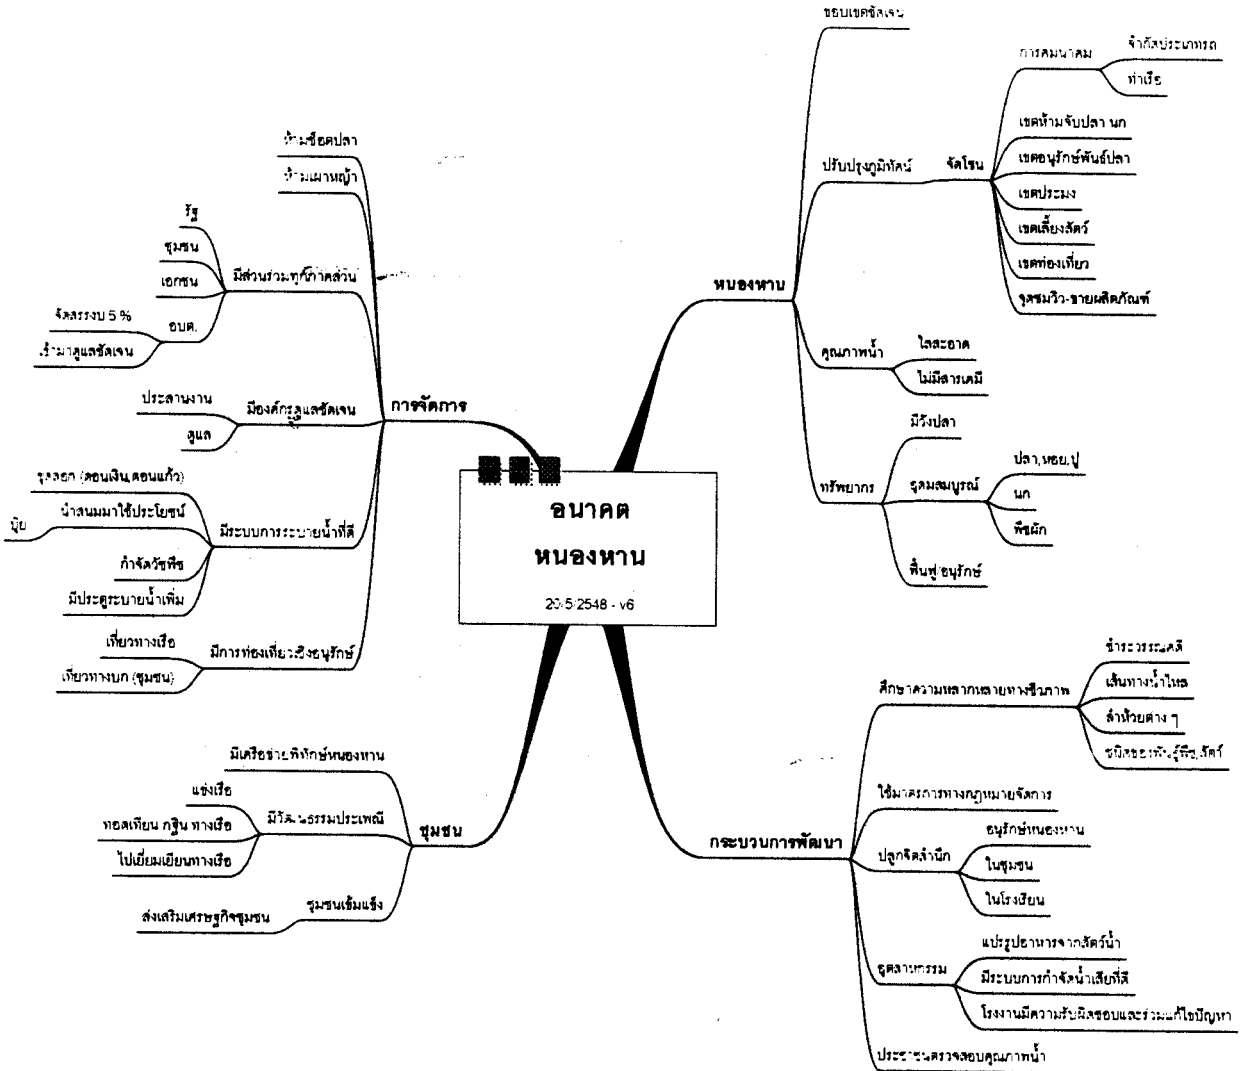 อนาคต
หนองหาน
20/5/2548 - v6
หนองหาน
ขอบเขตชัดเจน
ปรับปรุงภูมิทัศน์
จัดโซน
การคมนาคม
จำกัดประเภทรถ
ท่าเรือ
เขตห้ามจับปลา นก
เขตอนุรักษ์พันธ์ปลา
เขตประมง
เขตเลี้ยงสัตว์
เขตท่องเที่ยว
จุดชมวิว-ขายผลิตภัณฑ์
คุณภาพน้ำ
ใสสะอาด
ไม่มีสารเคมี
ทรัพยากร
มีวังปลา
อุดมสมบูรณ์
ปลา,หอย,ปู
นก
พืชผัก
ฟื้นฟู/อนุรักษ์
กระบวนการพัฒนา
ศึกษาความหลากหลายทางชีวภาพ
ชำระวรรณคดี
เส้นทางน้ำไหล
ลำห้วยต่าง ๆ
ชนิดของพันธุ์พืช,สัตว์
ใช้มาตรการทางกฎหมายจัดการ
ปลูกจิตสำนึก
อนุรักษ์หนองหาน
ในชุมชน
ในโรงเรียน
อุตสาหกรรม
แปรรูปอาหารจากสัตว์น้ำ
มีระบบการกำจัดน้ำเสียที่ดี
โรงงานมีความรับผิดชอบและร่วมแก้ไขปัญหา
ประชาชนตรวจสอบคุณภาพน้ำ
การจัดการ
ห้ามช็อตปลา
ห้ามเผาหญ้า
มีส่วนร่วมทุกภาคส่วน
รัฐ
ชุมชน
เอกชน
อบต.
จัดสรรงบ 5 %
เข้ามาดูแลชัดเจน
มีองค์กรดูแลชัดเจน
ประสานงาน
ดูแล
มีระบบการระบายน้ำที่ดี
ขุดลอก (ดอนเงิน,ดอนแก้ว)
นำสนมมาใช้ประโยชน์
ปุ๋ย
กำจัดวัชพืช
มีประตูระบายน้ำเพิ่ม
มีการท่องเที่ยวเชิงอนุรักษ์
เที่ยวทางเรือ
เที่ยวทางบก (ชุมชน)
ชุมชน
มีเครือข่ายพิทักษ์หนองหาน
มีวัฒนธรรมประเพณี
แข่งเรือ
ทอดเทียน กฐิน ทางเรือ
ไปเยี่ยมเยียนทางเรือ
ชุมชนเข้มแข็ง
ส่งเสริมเศรษฐกิจชุมชน